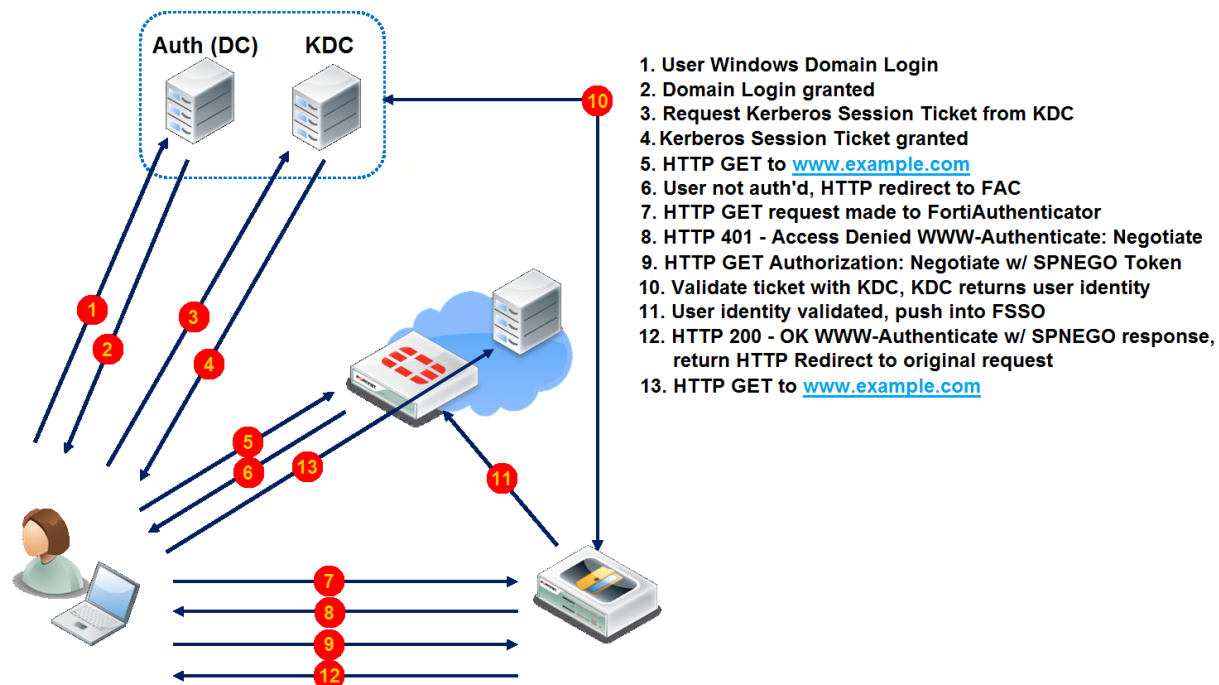 Auth (DC) KDC
1. User Windows Domain Login
2. Domain Login granted
3. Request Kerberos Session Ticket from KDC
4. Kerberos Session Ticket granted
5. HTTP GET to www.example.com
6. User not auth'd, HTTP redirect to FAC
7. HTTP GET request made to FortiAuthenticator
8. HTTP 401 - Access Denied WWW-Authenticate: Negotiate
9. HTTP GET Authorization: Negotiate w/ SPNEGO Token
10. Validate ticket with KDC, KDC returns user identity
11. User identity validated, push into FSSO
12. HTTP 200 - OK WWW-Authenticate w/ SPNEGO response,
return HTTP Redirect to original request
13. HTTP GET to www.example.com
10
1
2
3
4
5
6
13
11
7
8
9
12